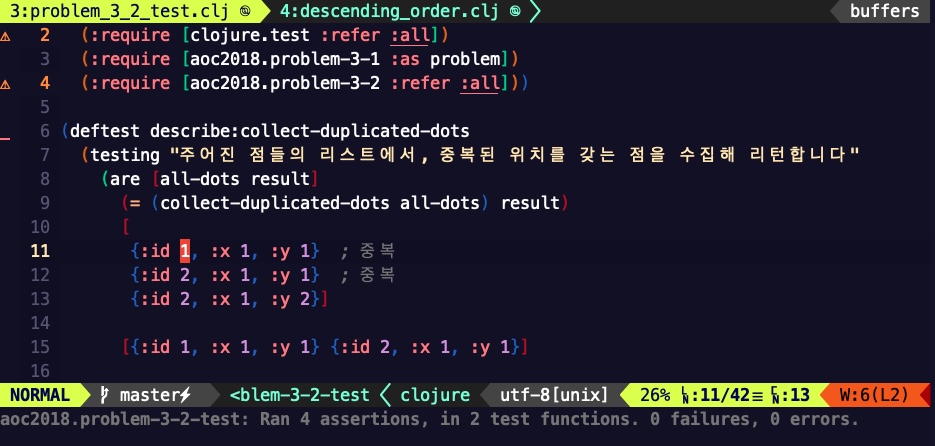 3:problem_3_2_test.clj @ 4:descending_order.clj @ buffers
⚠ 2 (:require [clojure.test :refer :all])
3 (:require [aoc2018.problem-3-1 :as problem])
⚠ 4 (:require [aoc2018.problem-3-2 :refer :all]))
5
6 (deftest describe:collect-duplicated-dots
7 (testing "주어진 점들의 리스트에서, 중복된 위치를 갖는 점을 수집해 리턴합니다"
8 (are [all-dots result]
9 (= (collect-duplicated-dots all-dots) result)
10 [
11 {:id 1, :x 1, :y 1} ; 중복
12 {:id 2, :x 1, :y 1} ; 중복
13 {:id 2, :x 1, :y 2}]
14
15 [{:id 1, :x 1, :y 1} {:id 2, :x 1, :y 1}]
16
NORMAL master⚡ <blem-3-2-test clojure utf-8[unix] 26% ㏑:11/42≡ ℅:13 W:6(L2)
aoc2018.problem-3-2-test: Ran 4 assertions, in 2 test functions. 0 failures, 0 errors.